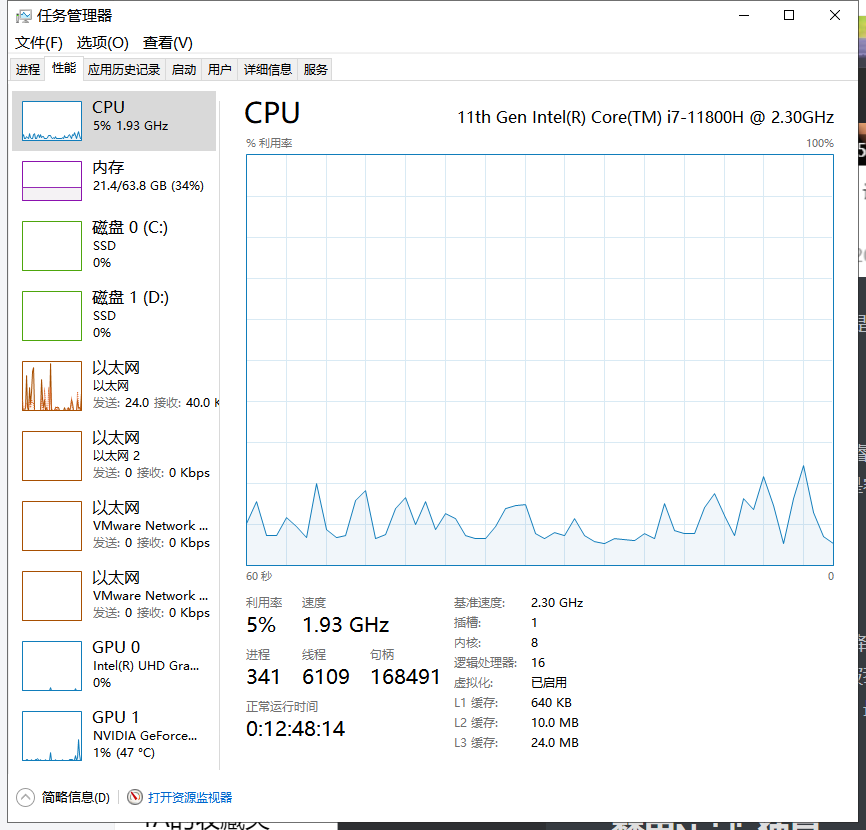 任务管理器
文件(F) 选项(O) 查看(V)
进程 性能 应用历史记录 启动 用户 详细信息 服务
CPU
5% 1.93 GHz
内存
21.4/63.8 GB (34%)
磁盘 0 (C:)
SSD
0%
磁盘 1 (D:)
SSD
0%
以太网
以太网
发送: 24.0 接收: 40.0 K
以太网
以太网 2
发送: 0 接收: 0 Kbps
以太网
VMware Network ...
发送: 0 接收: 0 Kbps
以太网
VMware Network ...
发送: 0 接收: 0 Kbps
GPU 0
Intel(R) UHD Gra...
0%
GPU 1
NVIDIA GeForce...
1% (47 °C)
CPU
11th Gen Intel(R) Core(TM) i7-11800H @ 2.30GHz
% 利用率 100%
60 秒 0
利用率 速度
5% 1.93 GHz
进程 线程 句柄
341 6109 168491
正常运行时间
0:12:48:14
基准速度: 2.30 GHz
插槽: 1
内核: 8
逻辑处理器: 16
虚拟化: 已启用
L1 缓存: 640 KB
L2 缓存: 10.0 MB
L3 缓存: 24.0 MB
简略信息(D) 打开资源监视器